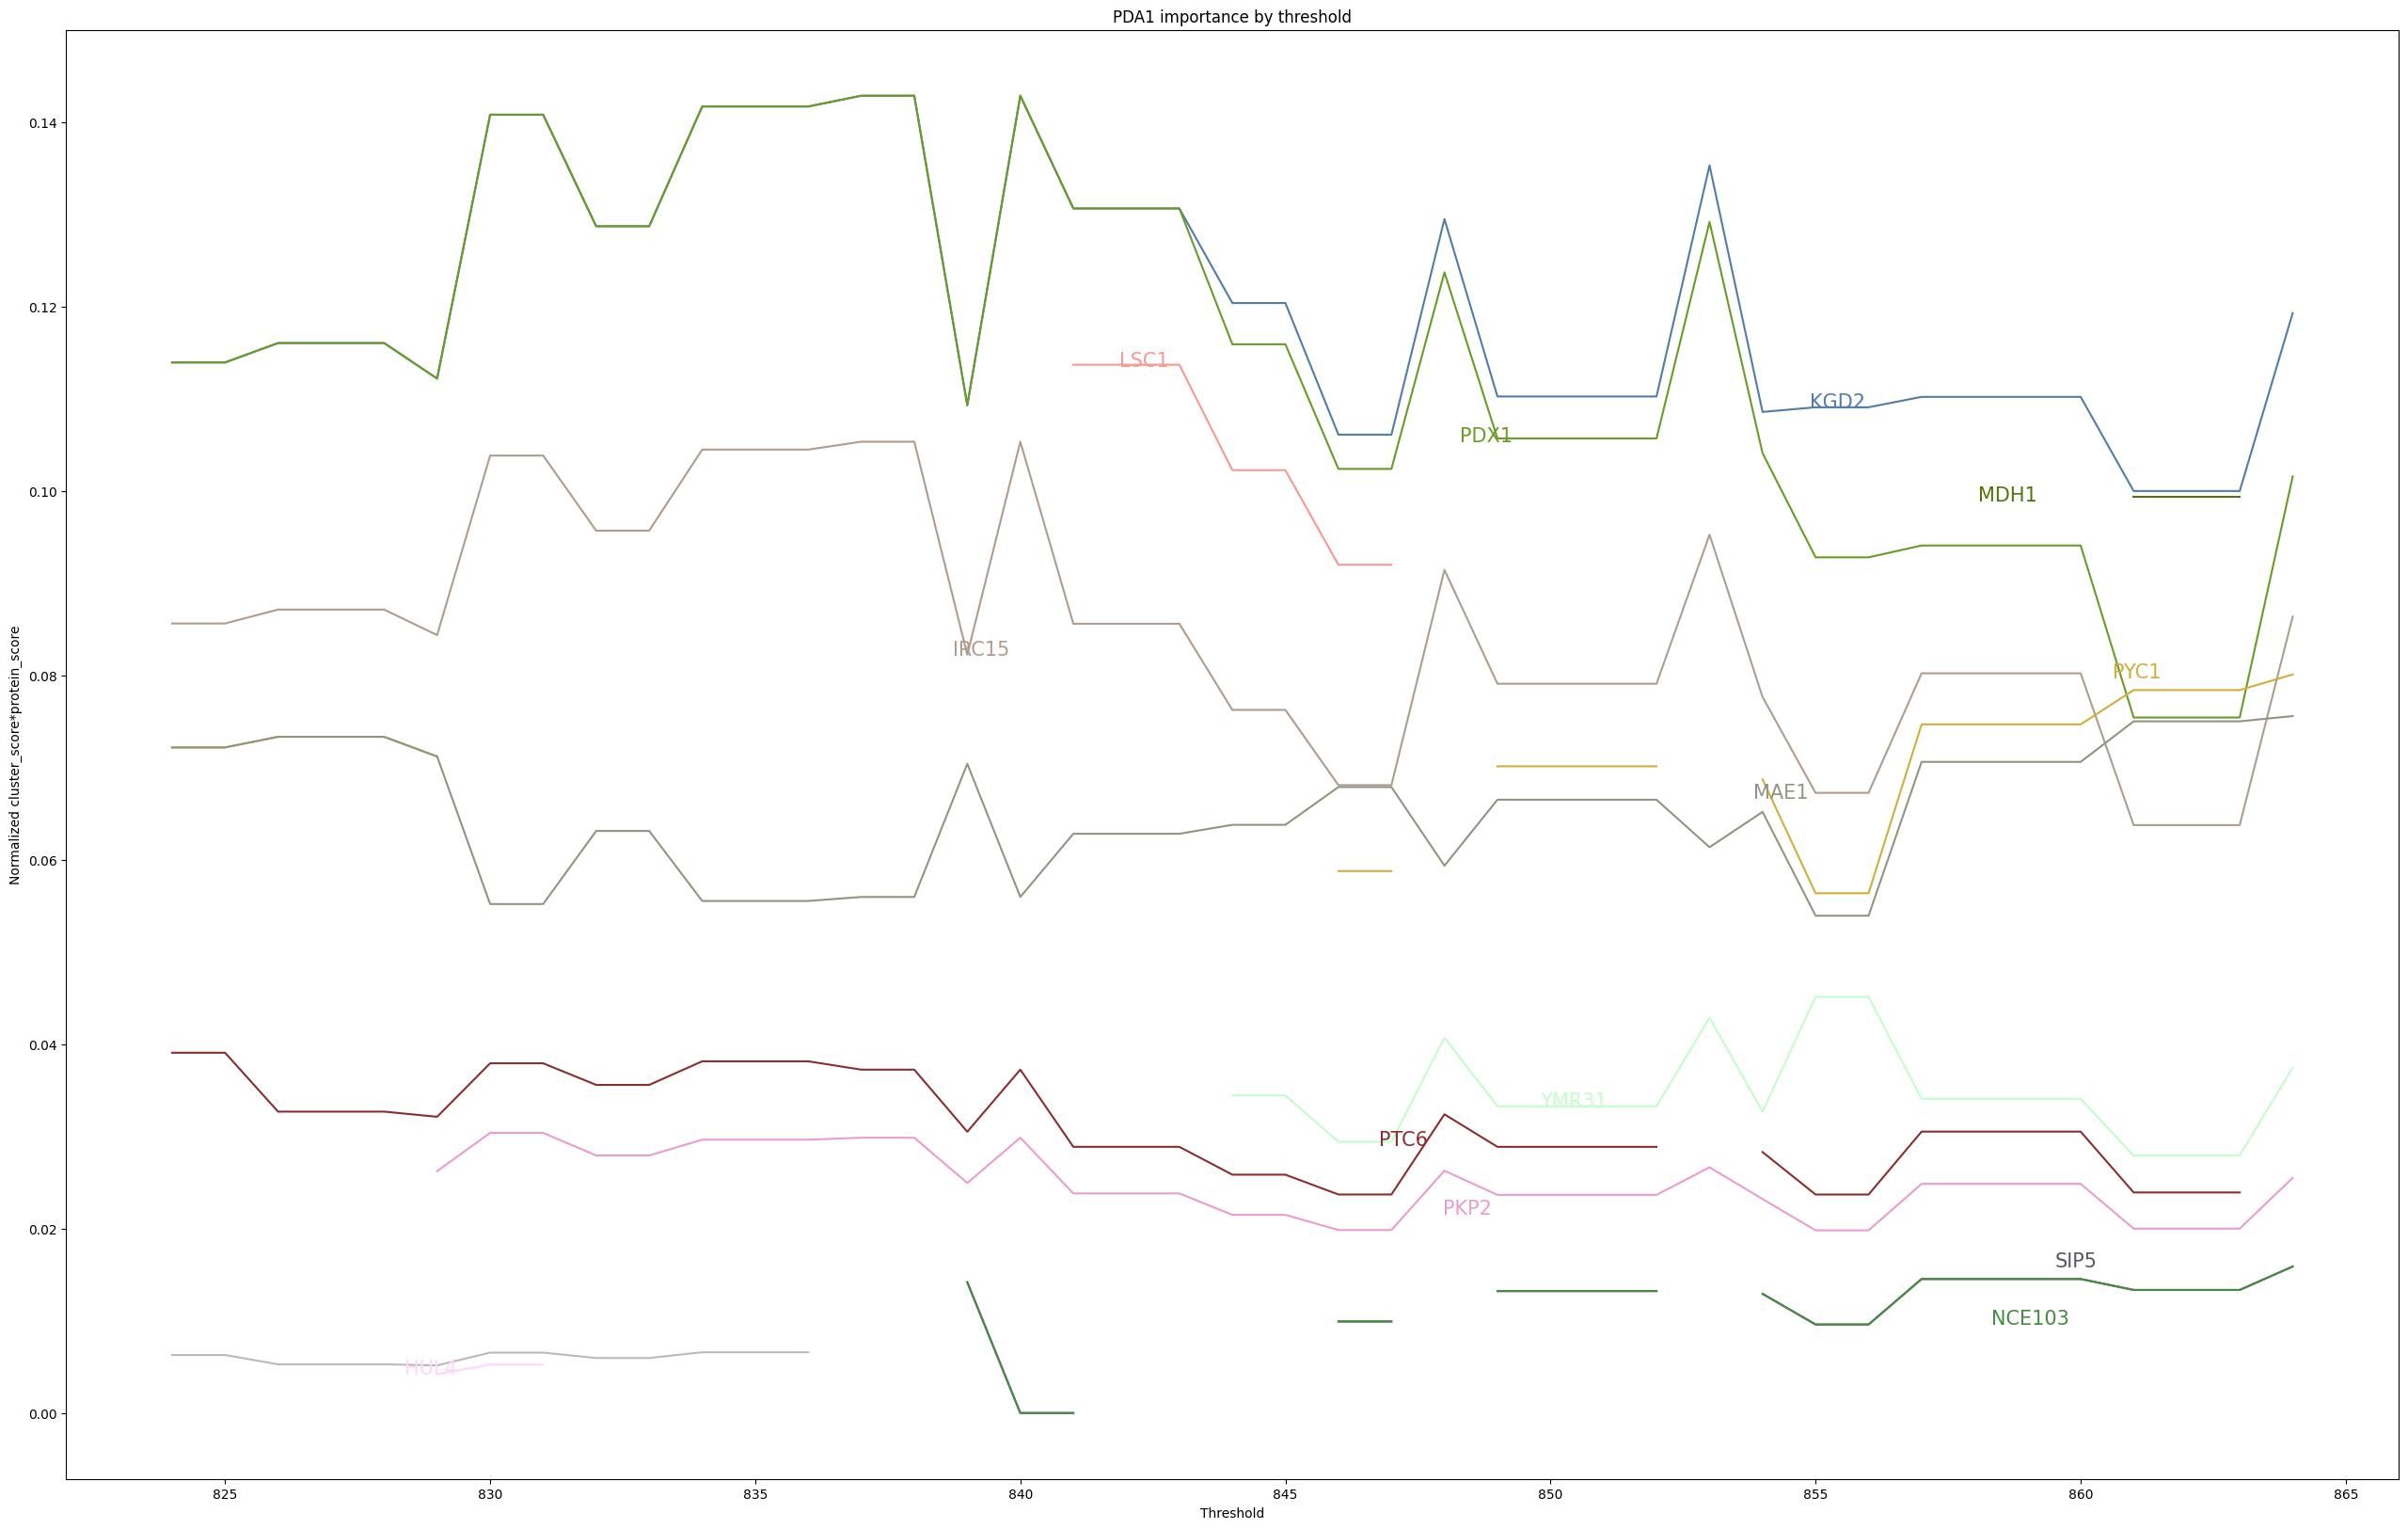 PDA1 importance by threshold
Normalized cluster_score*protein_score
0.14
0.12
0.10
0.08
0.06
0.04
0.02
0.00
LSC1
KGD2
PDX1
MDH1
IRC15
PYC1
MAE1
YMR31
PTC6
PKP2
SIP5
NCE103
HUL4
825 830 835 840 845 850 855 860 865
Threshold